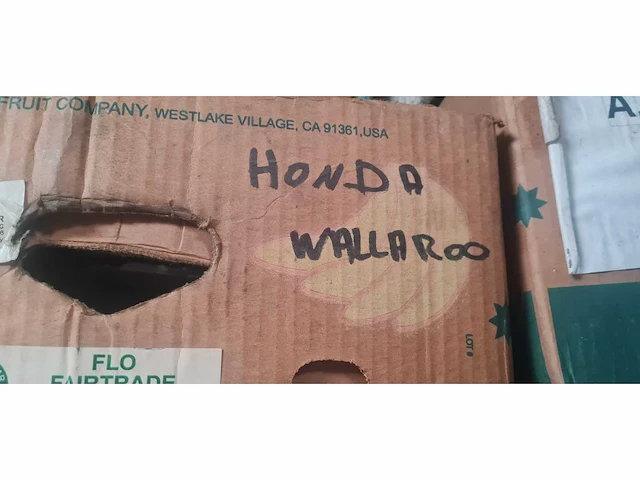 FRUIT COMPANY, WESTLAKE VILLAGE, CA 91361,USA
HONDA
WALLAROO
LOT#
FLO
FAIRTRADE